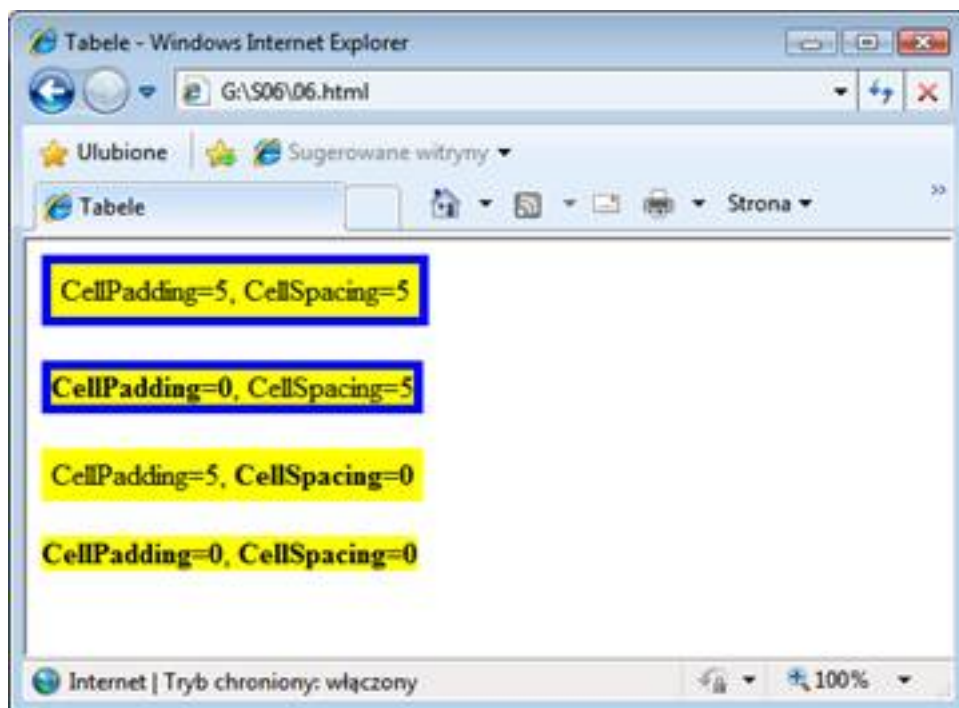 Tabele - Windows Internet Explorer
G:\S06\06.html
Ulubione
Sugerowane witryny
Tabele
Strona
CellPadding=5, CellSpacing=5
CellPadding=0, CellSpacing=5
CellPadding=5, CellSpacing=0
CellPadding=0, CellSpacing=0
Internet | Tryb chroniony: włączony
100%